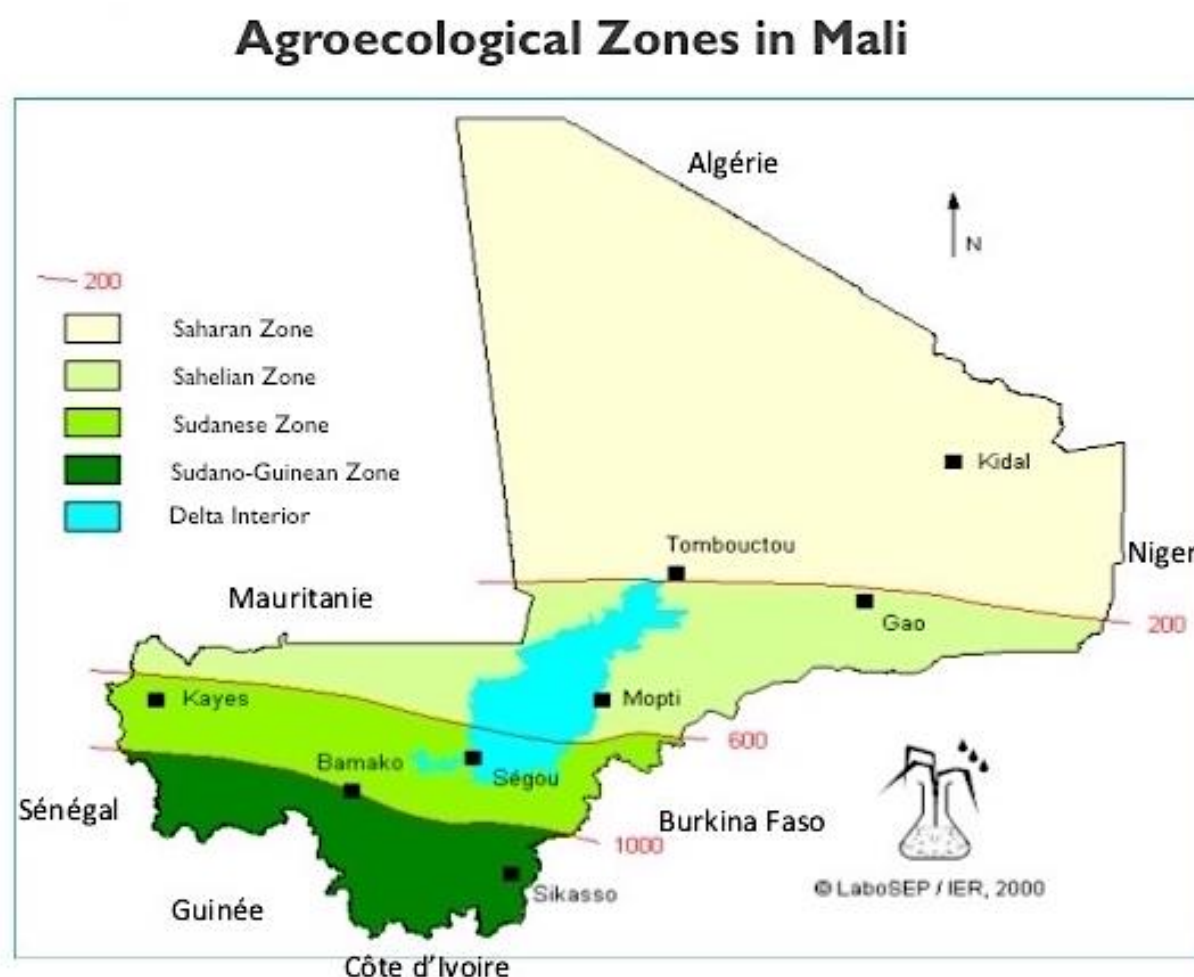 Agroecological Zones in Mali
Algérie
N
200
Saharan Zone
Sahelian Zone
Sudanese Zone
Sudano-Guinean Zone
Delta Interior
Kidal
Tombouctou
Niger
Mauritanie
Gao
200
Kayes
Mopti
600
Bamako
Ségou
Sénégal
Burkina Faso
1000
Sikasso
© LaboSEP / IER, 2000
Guinée
Côte d'Ivoire